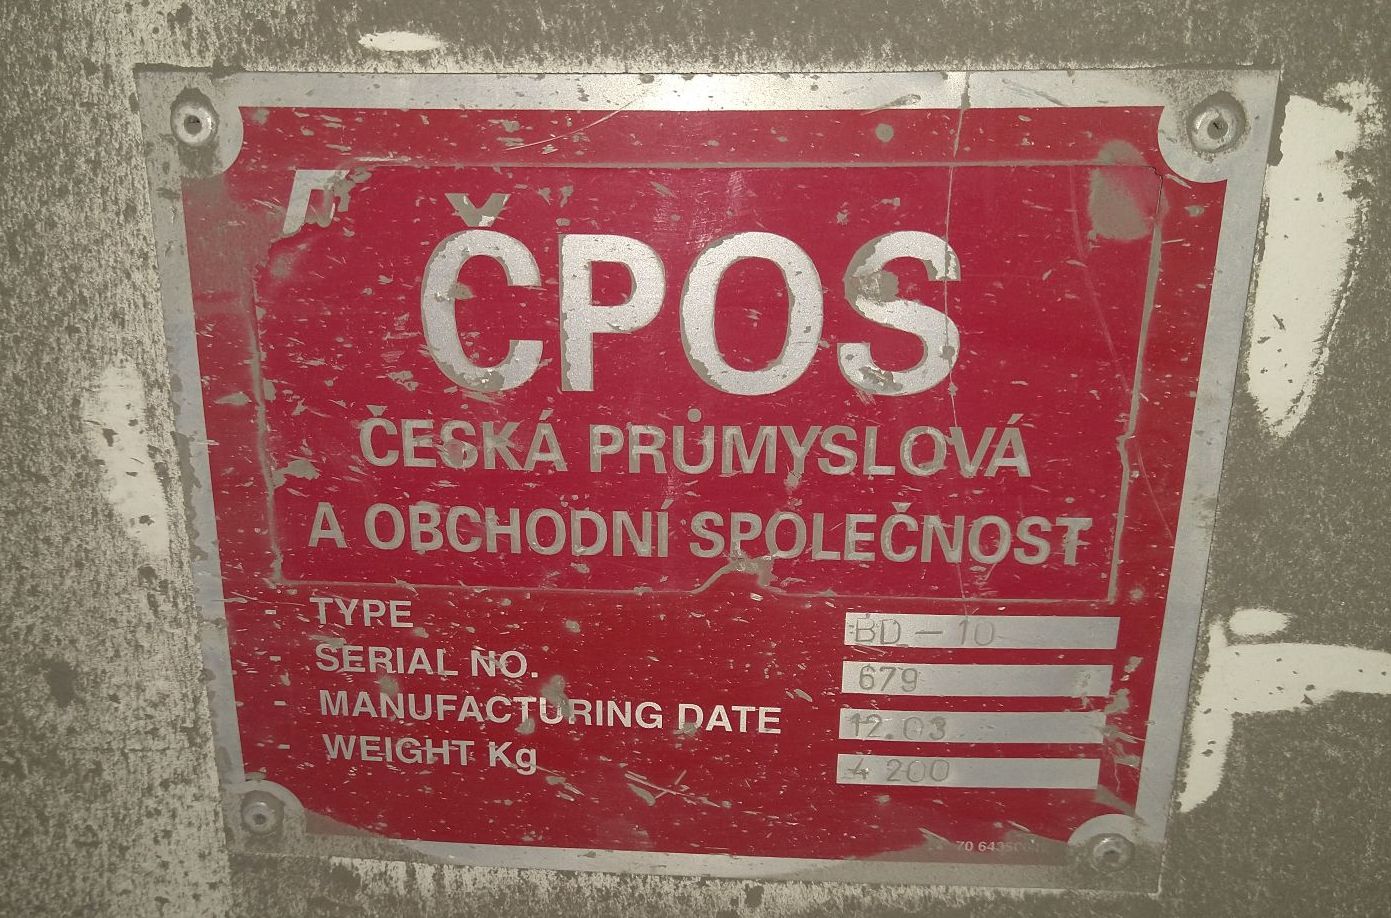 ČPOS
ČESKÁ PRŮMYSLOVÁ
A OBCHODNÍ SPOLEČNOST
- TYPE BD-10
- SERIAL NO. 679
- MANUFACTURING DATE 12.03
- WEIGHT Kg 4 200